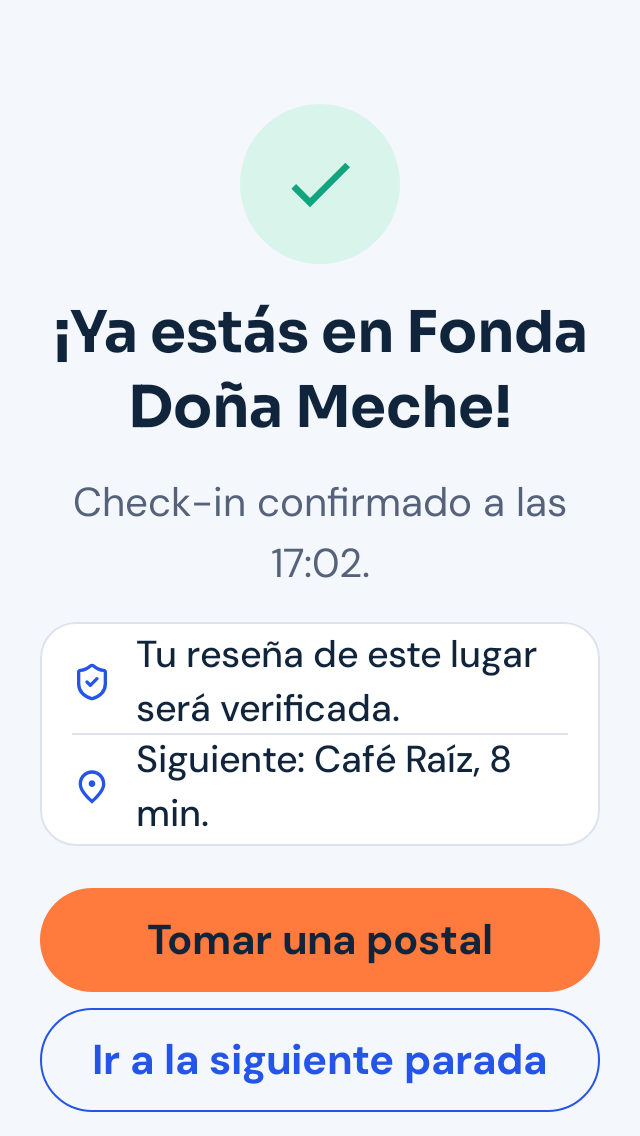 ¡Ya estás en Fonda
Doña Meche!
Check-in confirmado a las
17:02.
Tu reseña de este lugar
será verificada.
Siguiente: Café Raíz, 8
min.
Tomar una postal
Ir a la siguiente parada